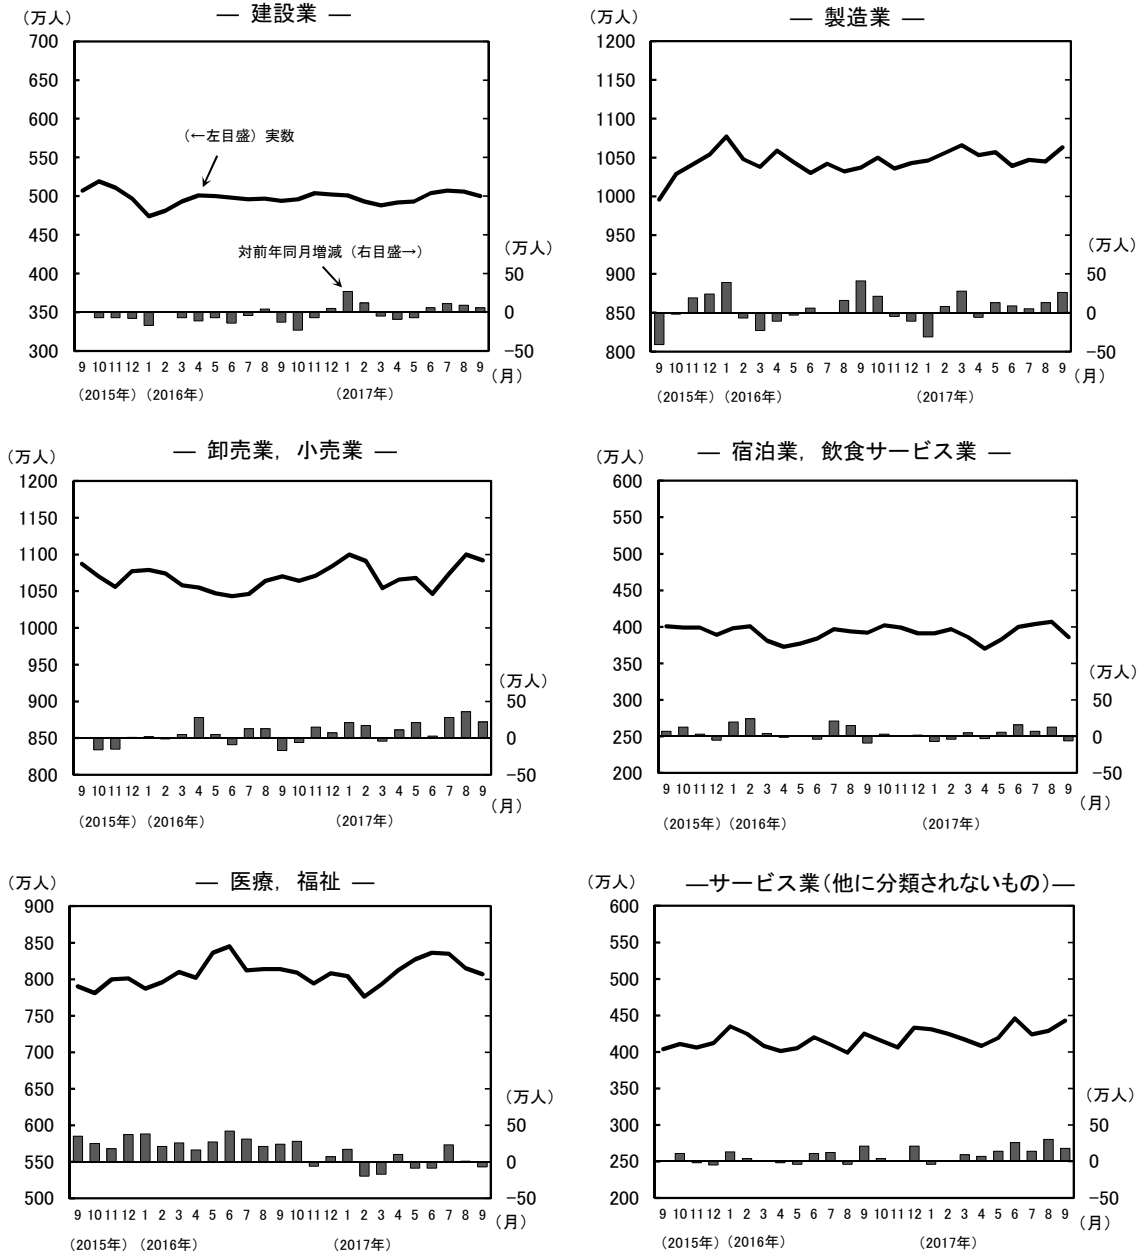 ― 建設業 ―
(万人)
700
650
600
550
500
450
400
350
300
(←左目盛) 実数
対前年同月増減 (右目盛→)
(万人)
50
0
-50
9 10 11 12 1 2 3 4 5 6 7 8 9 10 11 12 1 2 3 4 5 6 7 8 9
(月)
(2015年) (2016年) (2017年)
― 製造業 ―
(万人)
1200
1150
1100
1050
1000
950
900
850
800
(万人)
50
0
-50
9 10 11 12 1 2 3 4 5 6 7 8 9 10 11 12 1 2 3 4 5 6 7 8 9
(月)
(2015年) (2016年) (2017年)
― 卸売業, 小売業 ―
(万人)
1200
1150
1100
1050
1000
950
900
850
800
(万人)
50
0
-50
9 10 11 12 1 2 3 4 5 6 7 8 9 10 11 12 1 2 3 4 5 6 7 8 9
(月)
(2015年) (2016年) (2017年)
― 宿泊業, 飲食サービス業 ―
(万人)
600
550
500
450
400
350
300
250
200
(万人)
50
0
-50
9 10 11 12 1 2 3 4 5 6 7 8 9 10 11 12 1 2 3 4 5 6 7 8 9
(月)
(2015年) (2016年) (2017年)
― 医療, 福祉 ―
(万人)
900
850
800
750
700
650
600
550
500
(万人)
50
0
-50
9 10 11 12 1 2 3 4 5 6 7 8 9 10 11 12 1 2 3 4 5 6 7 8 9
(月)
(2015年) (2016年) (2017年)
―サービス業(他に分類されないもの)―
(万人)
600
550
500
450
400
350
300
250
200
(万人)
50
0
-50
9 10 11 12 1 2 3 4 5 6 7 8 9 10 11 12 1 2 3 4 5 6 7 8 9
(月)
(2015年) (2016年) (2017年)